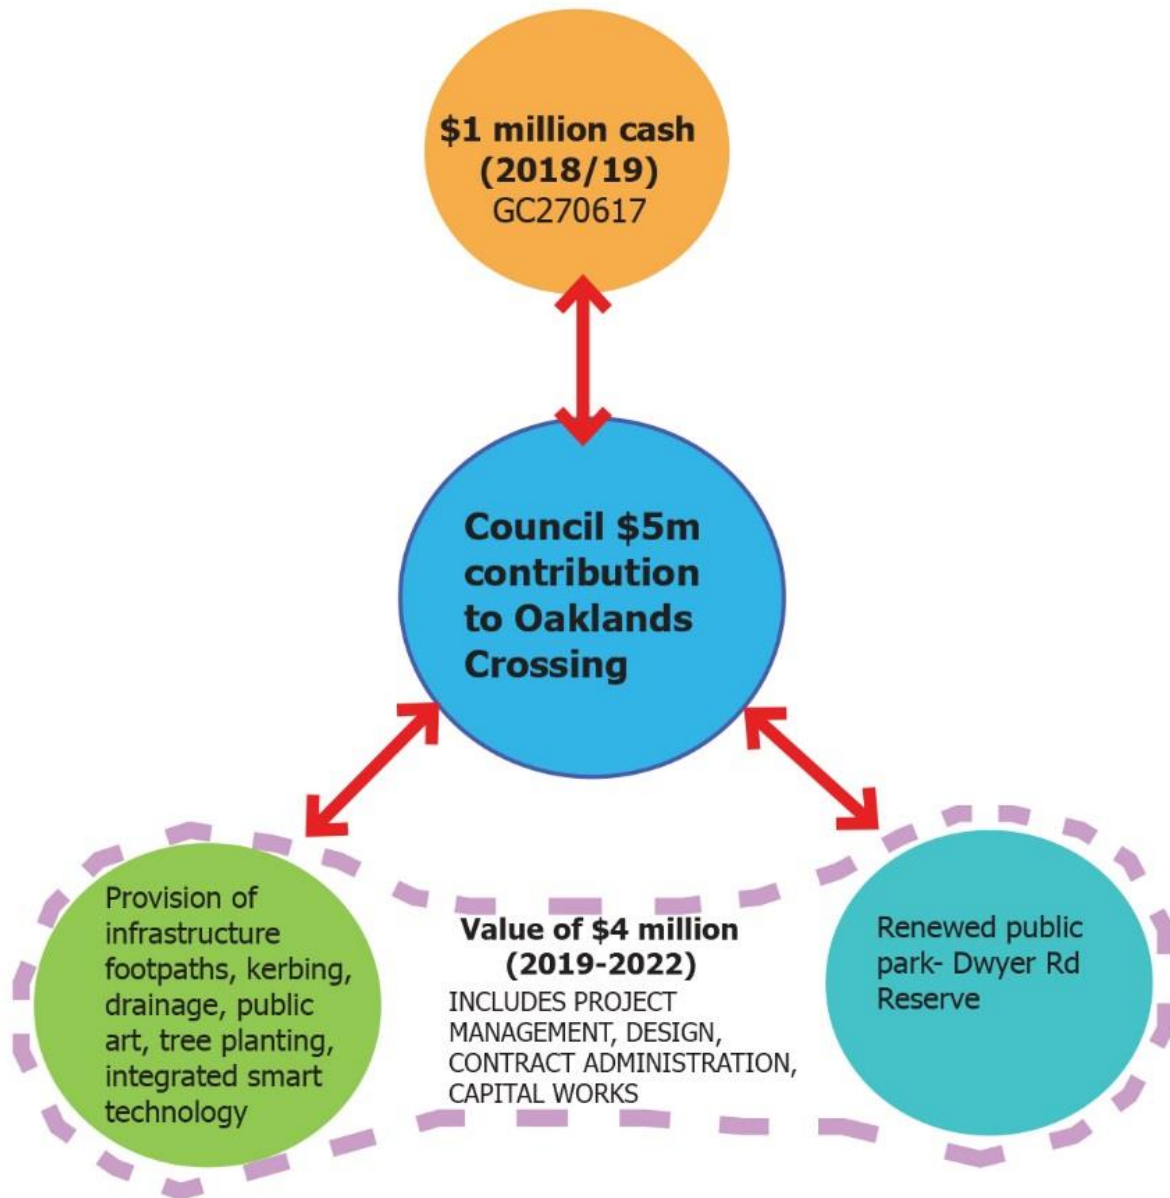 $1 million cash
(2018/19)
GC270617
Council $5m
contribution
to Oaklands
Crossing
Provision of
infrastructure
footpaths, kerbing,
drainage, public
art, tree planting,
integrated smart
technology
Value of $4 million
(2019-2022)
INCLUDES PROJECT
MANAGEMENT, DESIGN,
CONTRACT ADMINISTRATION,
CAPITAL WORKS
Renewed public
park- Dwyer Rd
Reserve